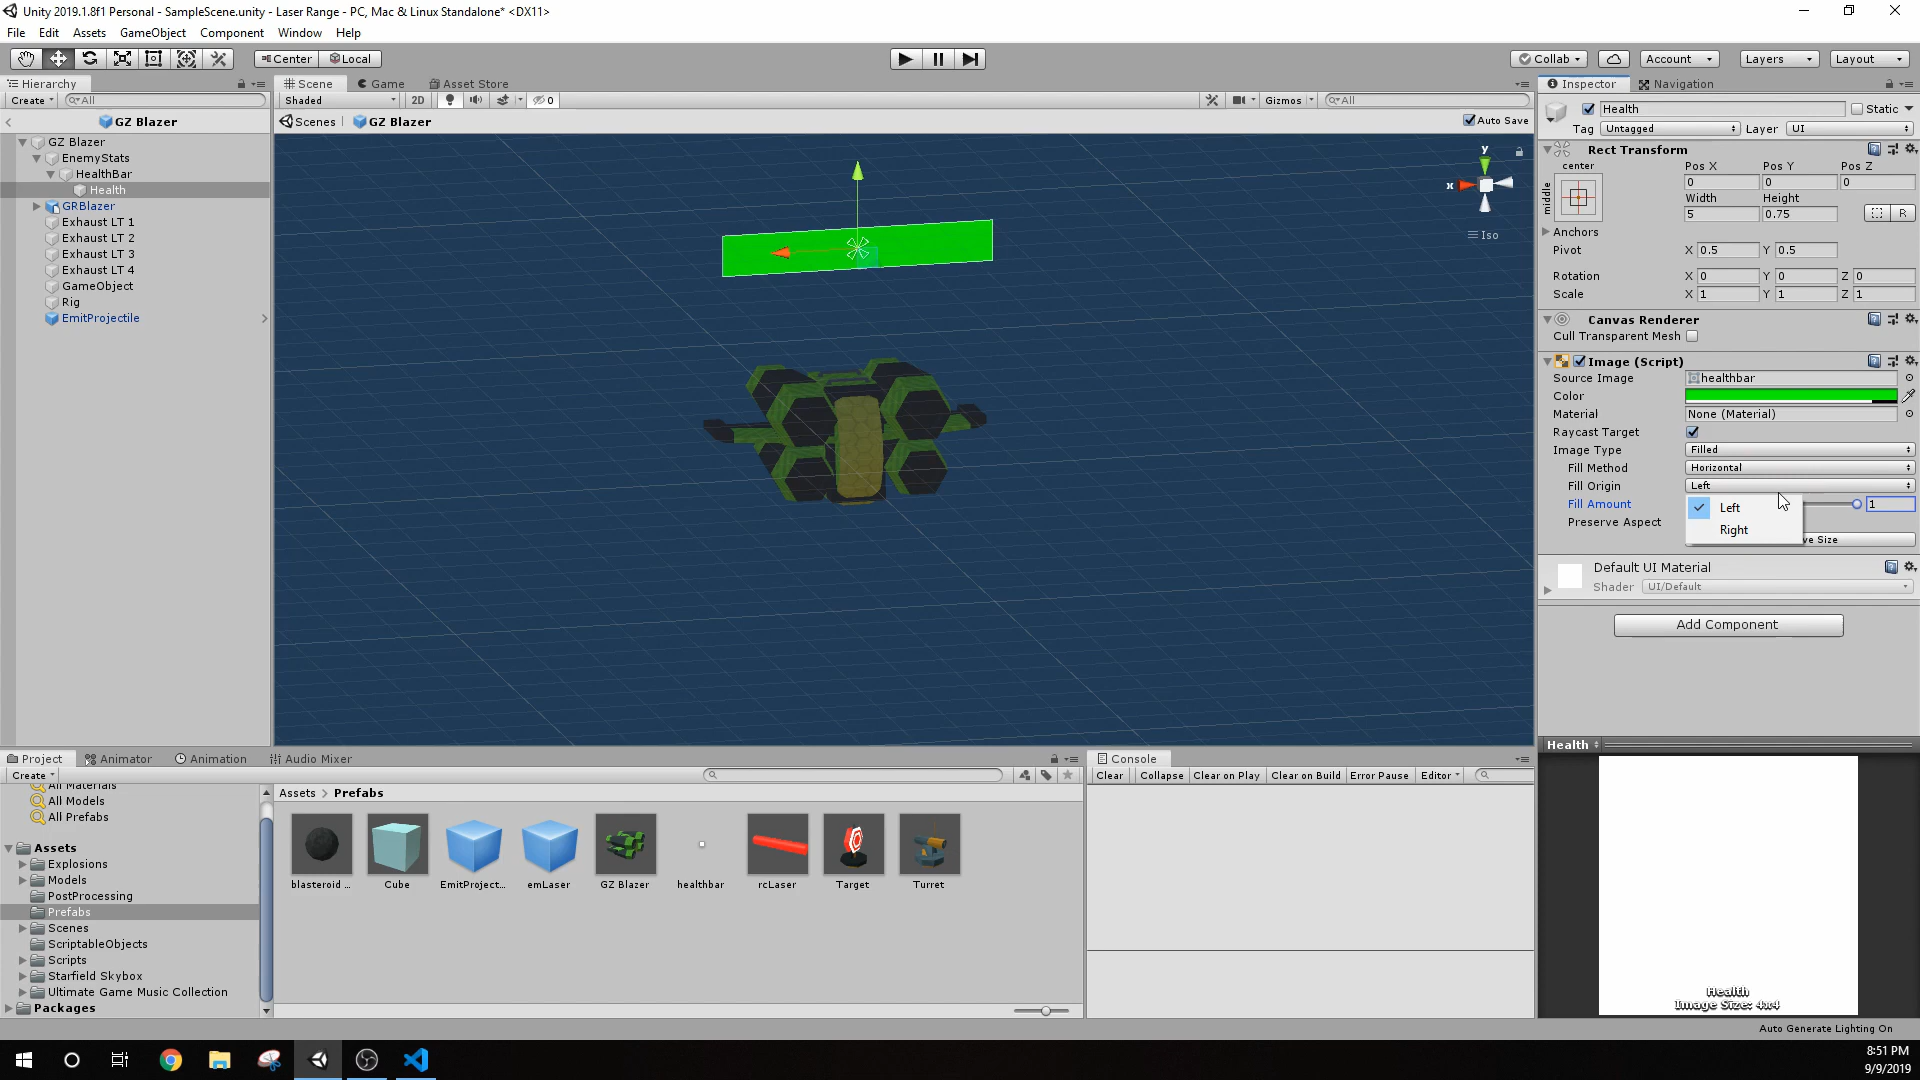 Unity 2019.1.8f1 Personal - SampleScene.unity - Laser Range - PC, Mac & Linux Standalone* <DX11>
File Edit Assets GameObject Component Window Help
Center Local Collab Account Layers Layout
Hierarchy
Create All
GZ Blazer
GZ Blazer
EnemyStats
HealthBar
Health
GRBlazer
Exhaust LT 1
Exhaust LT 2
Exhaust LT 3
Exhaust LT 4
GameObject
Rig
EmitProjectile
Scene Game Asset Store
Shaded 2D 0 Gizmos All
Scenes GZ Blazer Auto Save
y
x
Iso
Inspector Navigation
Health Static
Tag Untagged Layer UI
Rect Transform
center Pos X Pos Y Pos Z
middle 0 0 0
Width Height
5 0.75 R
Anchors
Pivot X 0.5 Y 0.5
Rotation X 0 Y 0 Z 0
Scale X 1 Y 1 Z 1
Canvas Renderer
Cull Transparent Mesh
Image (Script)
Source Image healthbar
Color
Material None (Material)
Raycast Target
Image Type Filled
Fill Method Horizontal
Fill Origin Left
Fill Amount 1
Left
Preserve Aspect
Right
ve Size
Default UI Material
Shader UI/Default
Add Component
Health
Health
Image Size: 4x4
Project Animator Animation Audio Mixer
Create
All Materials
All Models
All Prefabs
Assets
Explosions
Models
PostProcessing
Prefabs
Scenes
ScriptableObjects
Scripts
Starfield Skybox
Ultimate Game Music Collection
Packages
Assets > Prefabs
blasteroid ... Cube EmitProject... emLaser GZ Blazer healthbar rcLaser Target Turret
Console
Clear Collapse Clear on Play Clear on Build Error Pause Editor
Auto Generate Lighting On
8:51 PM
9/9/2019